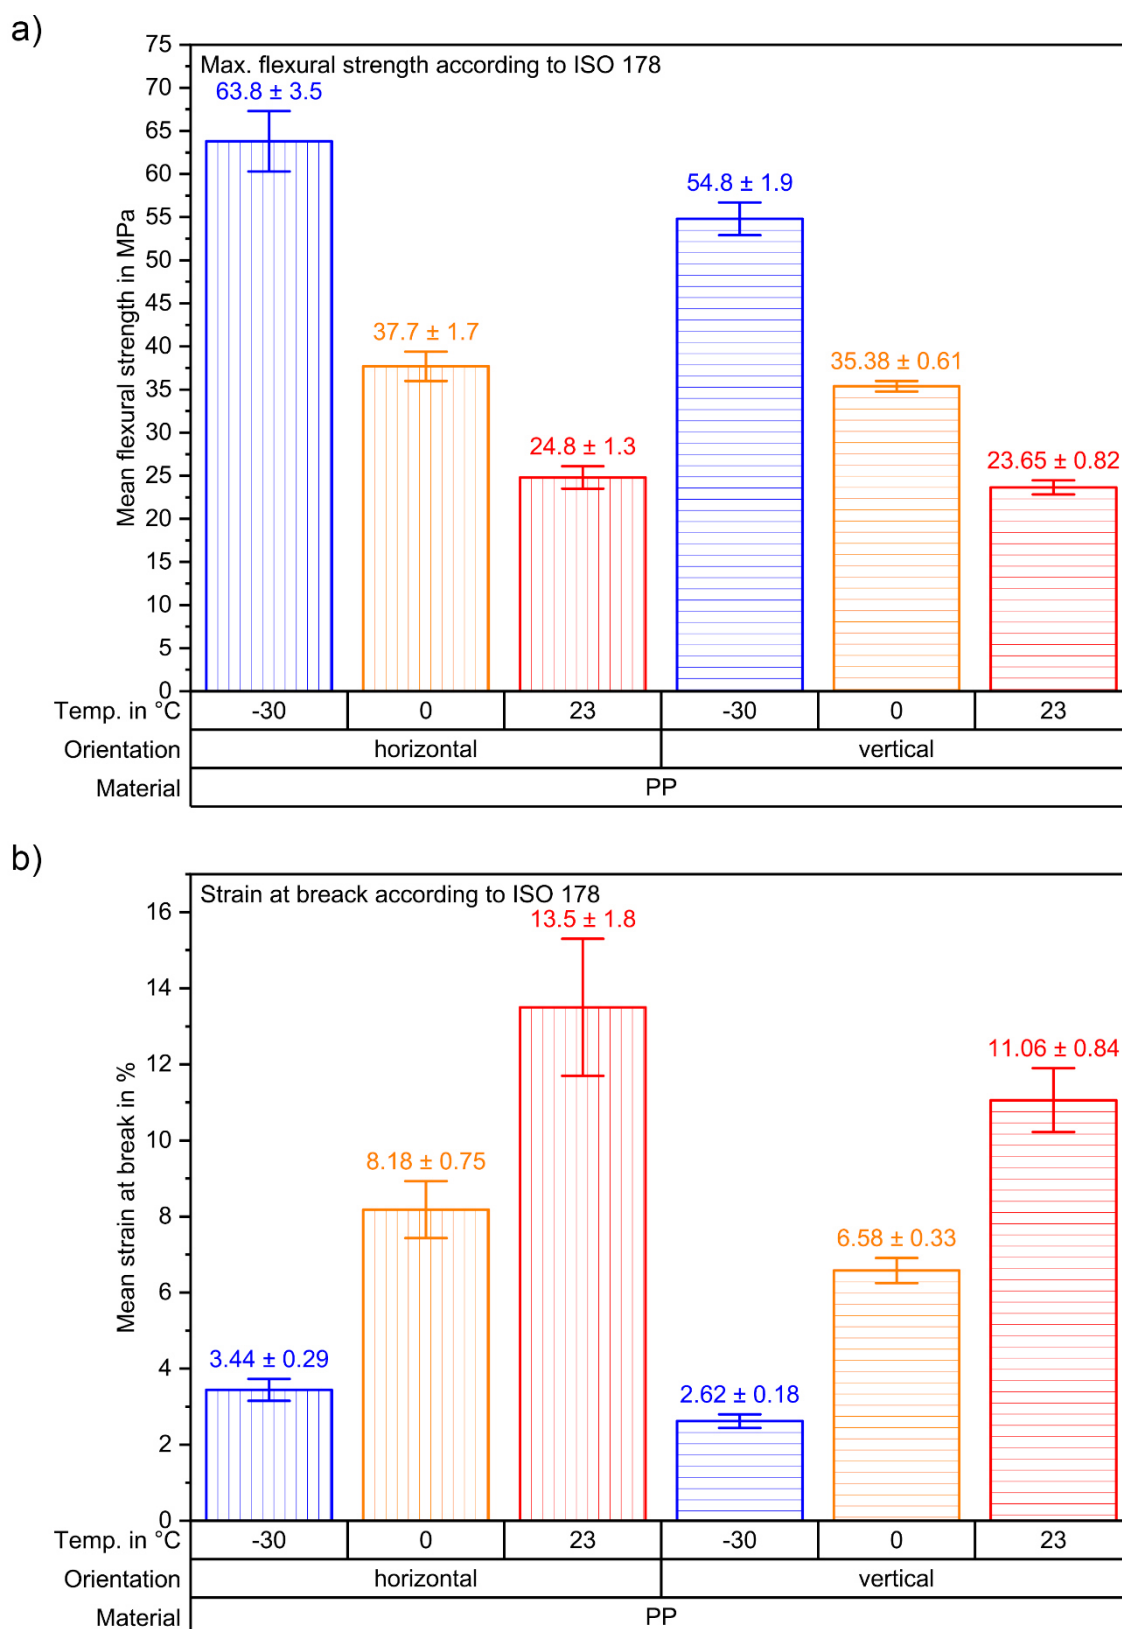 a)
Max. flexural strength according to ISO 178
Mean flexural strength in MPa
75
70
65
60
55
50
45
40
35
30
25
20
15
10
5
0
63.8 ± 3.5
37.7 ± 1.7
24.8 ± 1.3
54.8 ± 1.9
35.38 ± 0.61
23.65 ± 0.82
Temp. in °C -30 0 23 -30 0 23
Orientation horizontal vertical
Material PP
b)
Strain at breack according to ISO 178
Mean strain at break in %
16
14
12
10
8
6
4
2
0
3.44 ± 0.29
8.18 ± 0.75
13.5 ± 1.8
2.62 ± 0.18
6.58 ± 0.33
11.06 ± 0.84
Temp. in °C -30 0 23 -30 0 23
Orientation horizontal vertical
Material PP